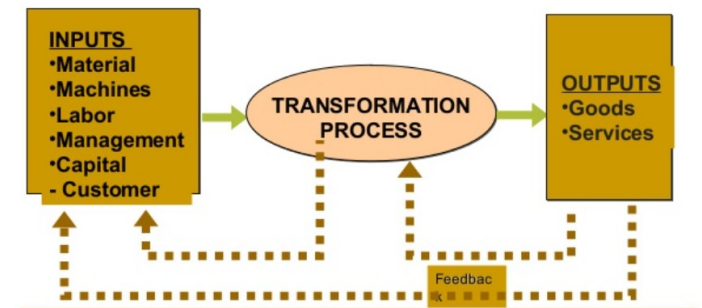 INPUTS
•Material
•Machines
•Labor
•Management
•Capital
- Customer
TRANSFORMATION
PROCESS
OUTPUTS
•Goods
•Services
Feedbac
k